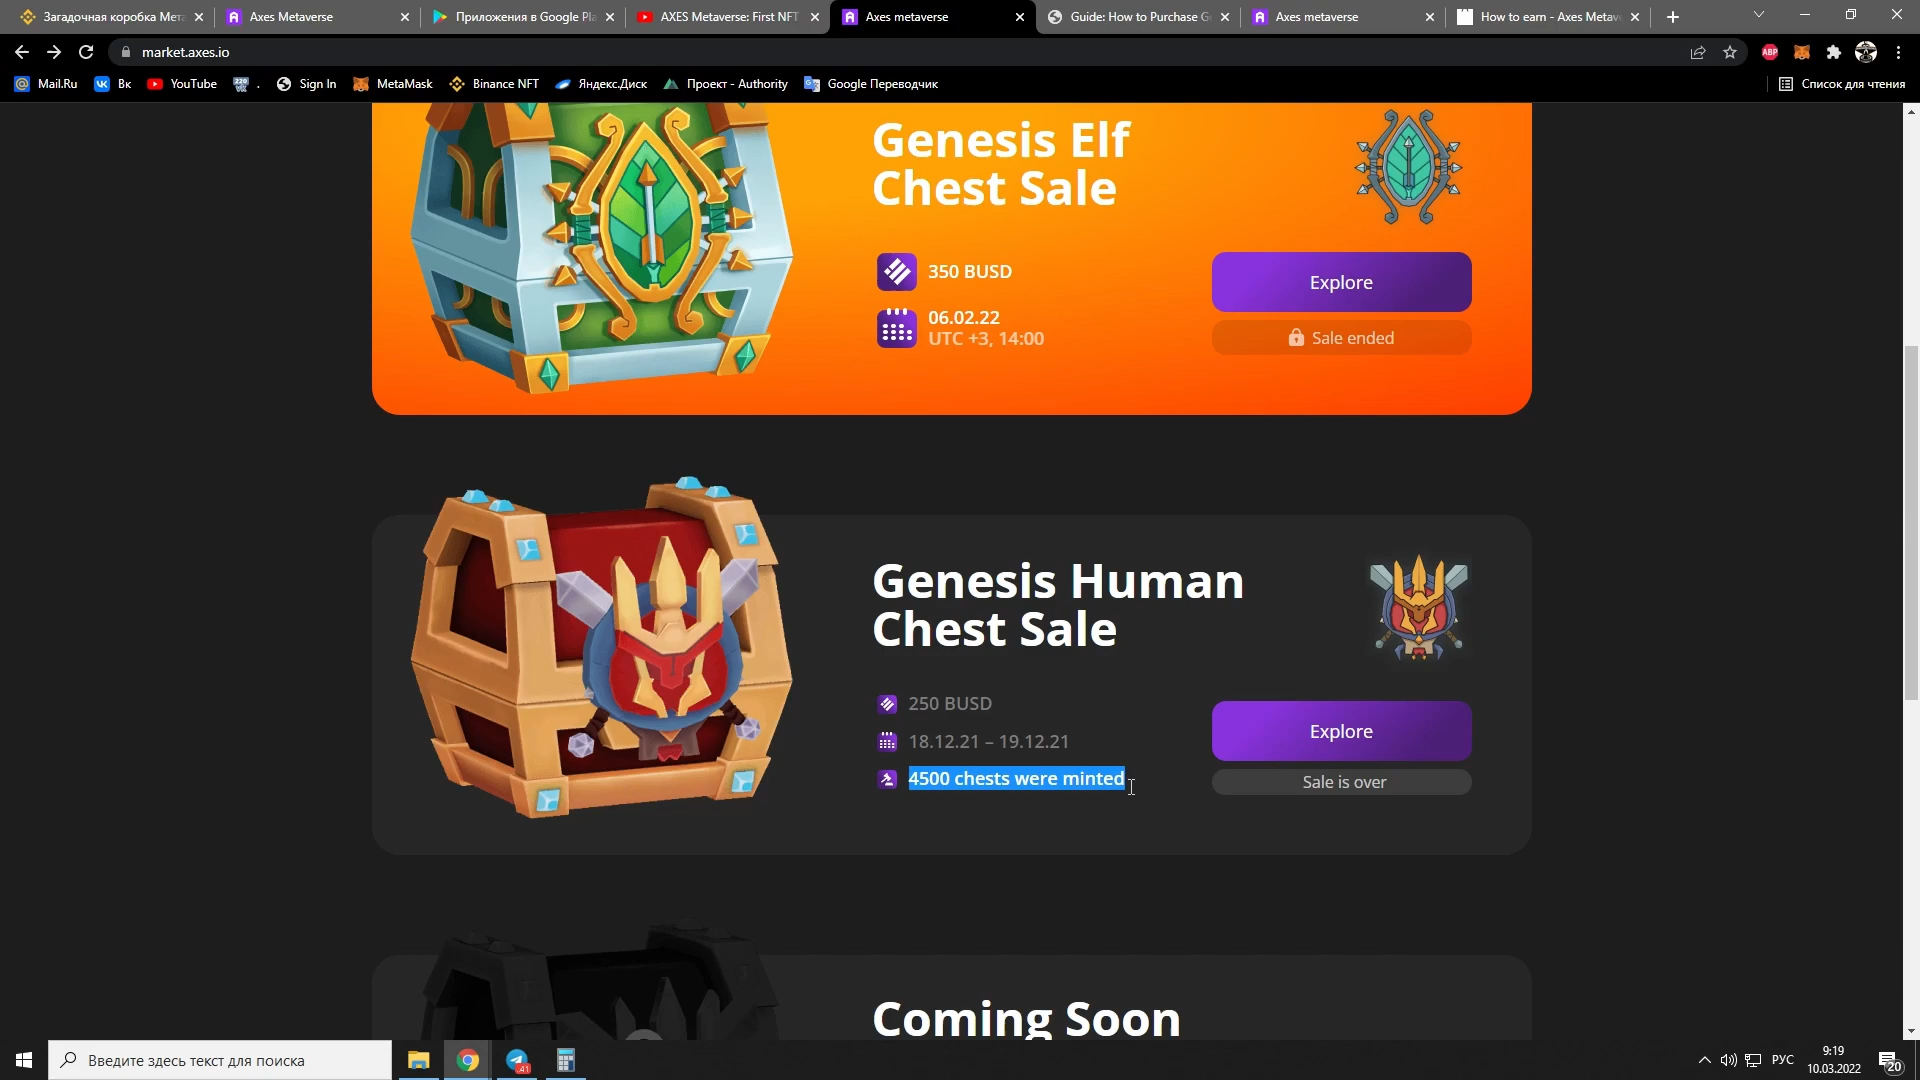 Загадочная коробка Мета
Axes Metaverse
Приложения в Google Pla
AXES Metaverse: First NFT
Axes metaverse
Guide: How to Purchase G
Axes metaverse
How to earn - Axes Metav
market.axes.io
ABP
Mail.Ru
Вк
YouTube
.
Sign In
MetaMask
Binance NFT
Яндекс.Диск
Проект - Authority
Google Переводчик
Список для чтения
Genesis Elf
Chest Sale
350 BUSD
06.02.22
UTC +3, 14:00
Explore
Sale ended
Genesis Human
Chest Sale
250 BUSD
18.12.21 – 19.12.21
4500 chests were minted
Explore
Sale is over
Coming Soon
Введите здесь текст для поиска
41
РУС
9:19
10.03.2022
20